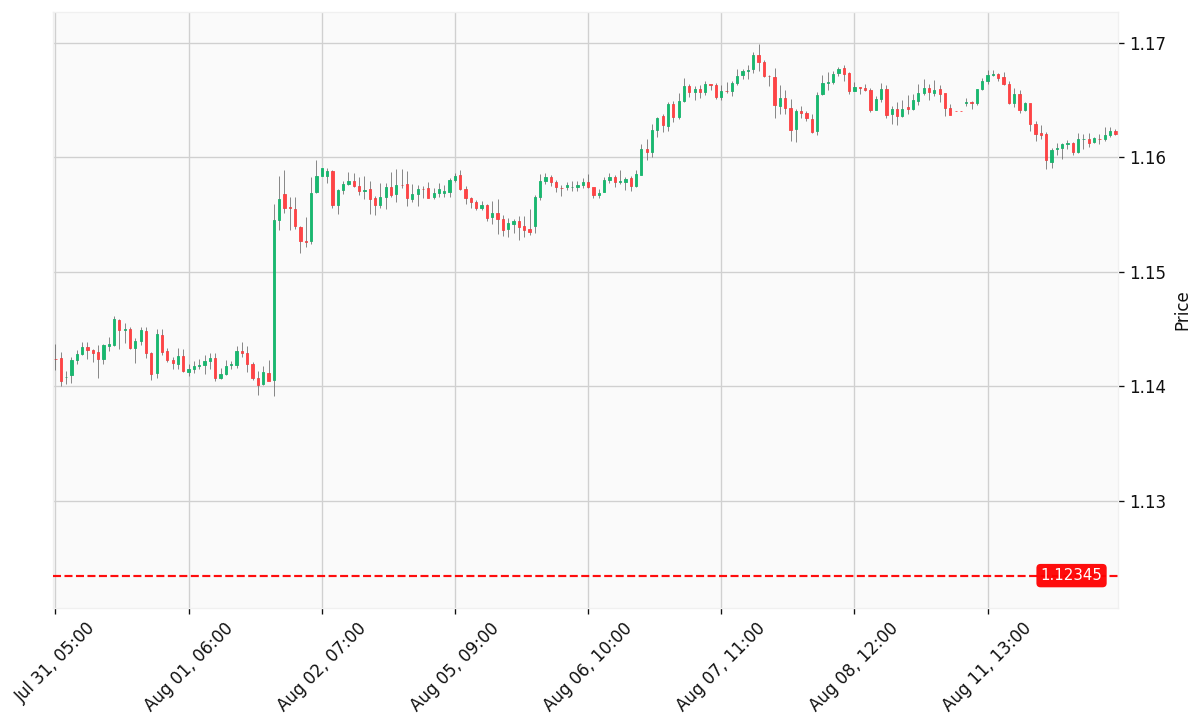 1.17
1.16
1.15
1.14
1.13
Price
1.12345
Jul 31, 05:00
Aug 01, 06:00
Aug 02, 07:00
Aug 05, 09:00
Aug 06, 10:00
Aug 07, 11:00
Aug 08, 12:00
Aug 11, 13:00